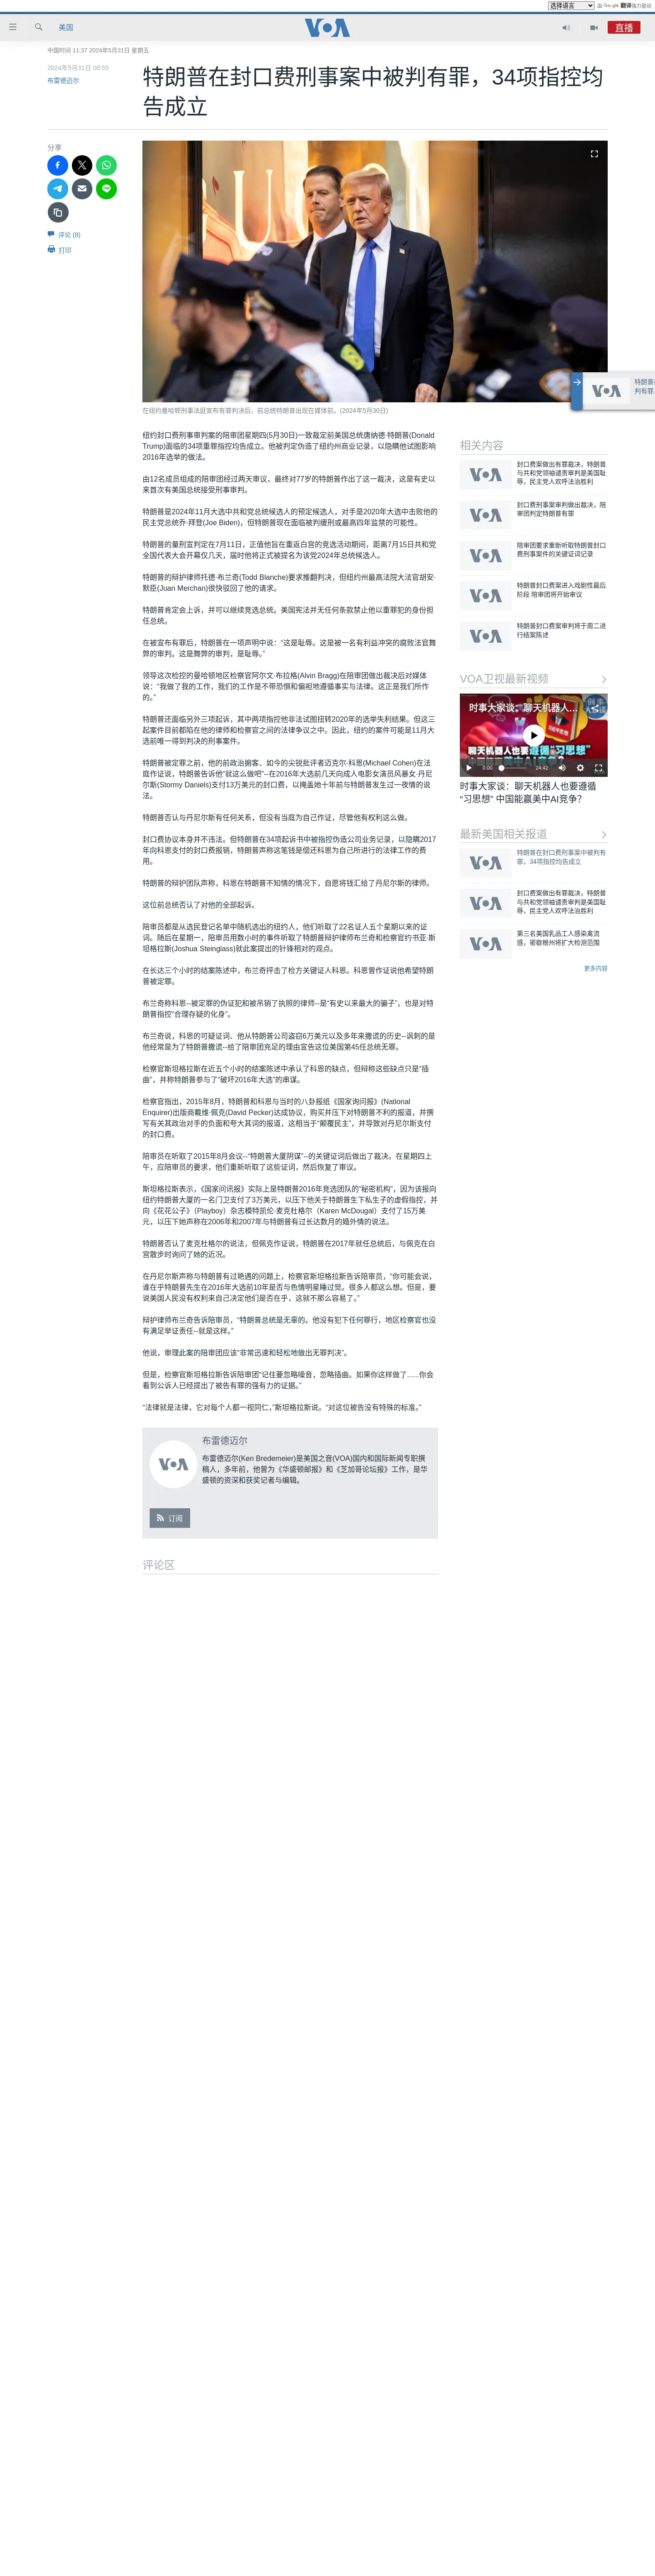 选择语言 由 Google 翻译强力驱动
美国
VOA
直播
中国时间 11:37 2024年5月31日 星期五
2024年5月31日 08:55
布雷德迈尔
特朗普在封口费刑事案中被判有罪，34项指控均
告成立
分享
评论 (8)
打印
在纽约曼哈顿刑事法庭宣布有罪判决后，前总统特朗普出现在媒体前。(2024年5月30日)
VOA
特朗普在
判有罪，
纽约封口费刑事审判案的陪审团星期四(5月30日)一致裁定前美国总统唐纳德·特朗普(Donald
Trump)面临的34项重罪指控均成立。他被判定伪造了纽约州商业记录，以隐瞒他试图影响
2016年选举的做法。
由12名成员组成的陪审团经过两天审议，最终对77岁的特朗普作出了这一裁决，这是有史以
来首次有美国总统接受刑事审判。
特朗普是2024年11月大选中共和党总统候选人的预定候选人，对手是2020年大选中击败他的
民主党总统乔·拜登(Joe Biden)，但特朗普现在面临被判缓刑或最高四年监禁的可能性。
特朗普的量刑宣判定在7月11日，正值他旨在重返白宫的竞选活动期间，距离7月15日共和党
全国代表大会开幕仅几天，届时他将正式被提名为该党2024年总统候选人。
特朗普的辩护律师托德·布兰奇(Todd Blanche)要求推翻判决，但纽约州最高法院大法官胡安·
默臣(Juan Merchan)很快驳回了他的请求。
特朗普肯定会上诉，并可以继续竞选总统。美国宪法并无任何条款禁止他以重罪犯的身份担
任总统。
在被宣布有罪后，特朗普在一项声明中说：“这是耻辱。这是被一名有利益冲突的腐败法官舞
弊的审判。这是舞弊的审判，是耻辱。”
领导这次检控的曼哈顿地区检察官阿尔文·布拉格(Alvin Bragg)在陪审团做出裁决后对媒体
说：“我做了我的工作，我们的工作是不带恐惧和偏袒地遵循事实与法律。这正是我们所作
的。”
特朗普还面临另外三项起诉，其中两项指控他非法试图扭转2020年的选举失利结果。但这三
起案件目前都陷在他的律师和检察官之间的法律争议之中。因此，纽约的案件可能是11月大
选前唯一得到判决的刑事案件。
特朗普被定罪之前，他的前政治掮客、如今的尖锐批评者迈克尔·科恩(Michael Cohen)在法
庭作证说，特朗普告诉他“就这么做吧”--在2016年大选前几天向成人电影女演员风暴女·丹尼
尔斯(Stormy Daniels)支付13万美元的封口费，以掩盖她十年前与特朗普发生过一夜情的说
法。
特朗普否认与丹尼尔斯有任何关系，但没有当庭为自己作证，尽管他有权利这么做。
封口费协议本身并不违法。但特朗普在34项起诉书中被指控伪造公司业务记录，以隐瞒2017
年向科恩支付的封口费报销，特朗普声称这笔钱是偿还科恩为自己所进行的法律工作的费
用。
特朗普的辩护团队声称，科恩在特朗普不知情的情况下，自愿将钱汇给了丹尼尔斯的律师。
这位前总统否认了对他的全部起诉。
陪审员都是从选民登记名单中随机选出的纽约人，他们听取了22名证人五个星期以来的证
词。随后在星期一，陪审员用数小时的事件听取了特朗普辩护律师布兰奇和检察官约书亚·斯
坦格拉斯(Joshua Steinglass)就此案提出的针锋相对的观点。
在长达三个小时的结案陈述中，布兰奇抨击了检方关键证人科恩。科恩曾作证说他希望特朗
普被定罪。
布兰奇称科恩--被定罪的伪证犯和被吊销了执照的律师--是“有史以来最大的骗子”，也是对特
朗普指控“合理存疑的化身”。
布兰奇说，科恩的可疑证词、他从特朗普公司盗窃6万美元以及多年来撒谎的历史--讽刺的是
他经常是为了特朗普撒谎--给了陪审团充足的理由宣告这位美国第45任总统无罪。
检察官斯坦格拉斯在近五个小时的结案陈述中承认了科恩的缺点，但辩称这些缺点只是“插
曲”，并称特朗普参与了“破坏2016年大选”的串谋。
检察官指出，2015年8月，特朗普和科恩与当时的八卦报纸《国家询问报》(National
Enquirer)出版商戴维·佩克(David Pecker)达成协议，购买并压下对特朗普不利的报道，并撰
写有关其政治对手的负面和夸大其词的报道，这相当于“颠覆民主”，并导致对丹尼尔斯支付
的封口费。
陪审员在听取了2015年8月会议--“特朗普大厦阴谋”--的关键证词后做出了裁决。在星期四上
午，应陪审员的要求，他们重新听取了这些证词，然后恢复了审议。
斯坦格拉斯表示，《国家问讯报》实际上是特朗普2016年竞选团队的“秘密机构”，因为该报向
纽约特朗普大厦的一名门卫支付了3万美元，以压下他关于特朗普生下私生子的虚假指控，并
向《花花公子》（Playboy）杂志模特凯伦·麦克杜格尔（Karen McDougal）支付了15万美
元，以压下她声称在2006年和2007年与特朗普有过长达数月的婚外情的说法。
特朗普否认了麦克杜格尔的说法，但佩克作证说，特朗普在2017年就任总统后，与佩克在白
宫散步时询问了她的近况。
在丹尼尔斯声称与特朗普有过艳遇的问题上，检察官斯坦格拉斯告诉陪审员，“你可能会说，
谁在乎特朗普先生在2016年大选前10年是否与色情明星睡过觉。很多人都这么想。但是，要
说美国人民没有权利来自己决定他们是否在乎，这就不那么容易了。”
辩护律师布兰奇告诉陪审员，“特朗普总统是无辜的。他没有犯下任何罪行，地区检察官也没
有满足举证责任--就是这样。”
他说，审理此案的陪审团应该“非常迅速和轻松地做出无罪判决”。
但是，检察官斯坦格拉斯告诉陪审团“记住要忽略噪音，忽略插曲。如果你这样做了......你会
看到公诉人已经提出了被告有罪的强有力的证据。”
“法律就是法律，它对每个人都一视同仁，”斯坦格拉斯说。“对这位被告没有特殊的标准。”
VOA
布雷德迈尔
布雷德迈尔(Ken Bredemeier)是美国之音(VOA)国内和国际新闻专职撰
稿人，多年前，他曾为《华盛顿邮报》和《芝加哥论坛报》工作，是华
盛顿的资深和获奖记者与编辑。
订阅
评论区
相关内容
VOA
封口费案做出有罪裁决，特朗普
与共和党领袖谴责审判是美国耻
辱，民主党人欢呼法治胜利
VOA
封口费刑事案审判做出裁决，陪
审团判定特朗普有罪
VOA
陪审团要求重新听取特朗普封口
费刑事案件的关键证词记录
VOA
特朗普封口费案进入戏剧性最后
阶段 陪审团将开始审议
VOA
特朗普封口费案审判将于周二进
行结案陈述
VOA卫视最新视频
时事大家谈：聊天机器人...
聊天机器人也要遵循“习思想”
0:00 24:42
时事大家谈：聊天机器人也要遵循
“习思想” 中国能赢美中AI竞争？
最新美国相关报道
VOA
特朗普在封口费刑事案中被判有
罪，34项指控均告成立
VOA
封口费案做出有罪裁决，特朗普
与共和党领袖谴责审判是美国耻
辱，民主党人欢呼法治胜利
VOA
第三名美国乳品工人感染禽流
感，密歇根州将扩大检测范围
更多内容